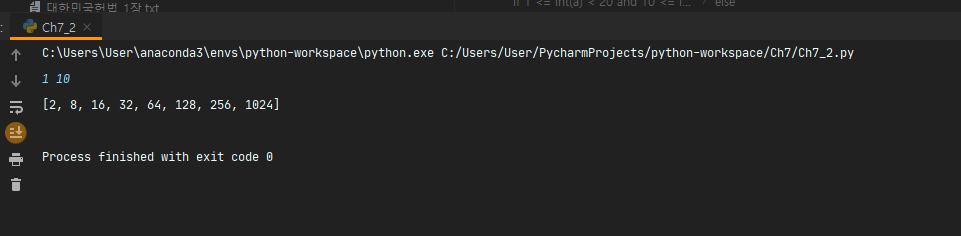 대한민국헌법_1장.txt
if 1 <= int(a) < 20 and 10 <= i... › else
: Ch7_2 ×
C:\Users\User\anaconda3\envs\python-workspace\python.exe C:/Users/User/PycharmProjects/python-workspace/Ch7/Ch7_2.py
1 10
[2, 8, 16, 32, 64, 128, 256, 1024]
Process finished with exit code 0